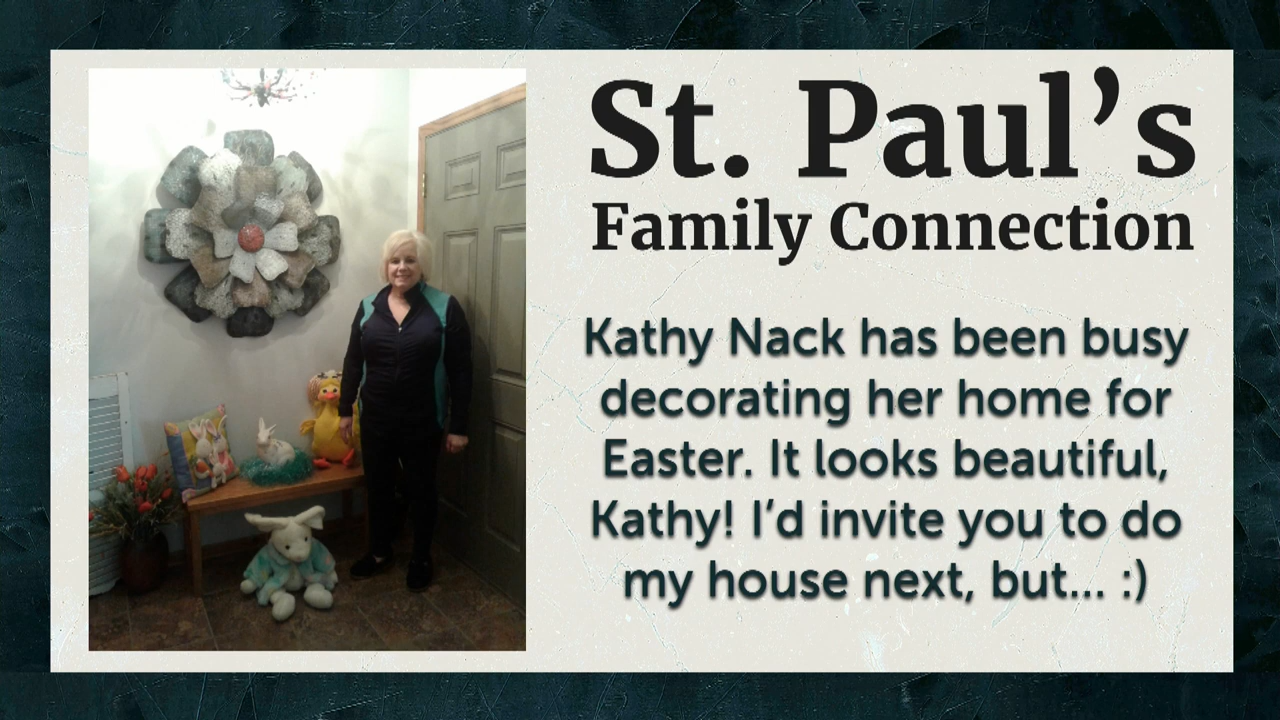 St. Paul’s
Family Connection
Kathy Nack has been busy
decorating her home for
Easter. It looks beautiful,
Kathy! I’d invite you to do
my house next, but... :)